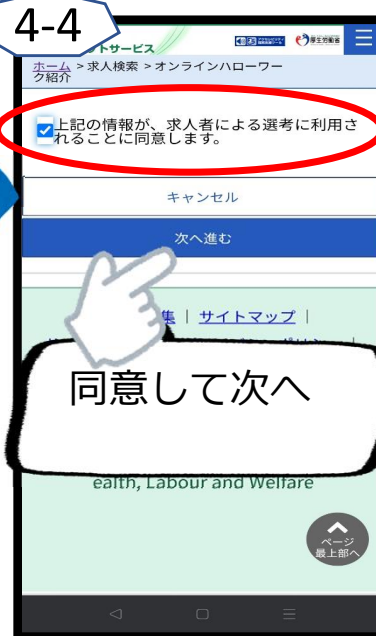 4-4
トサービス
厚生労働省
ホーム > 求人検索 > オンラインハローワー
ク紹介
上記の情報が、求人者による選考に利用さ
れることに同意します。
キャンセル
次へ進む
集 | サイトマップ |
同意して次へ
ealth, Labour and Welfare
ページ
最上部へ